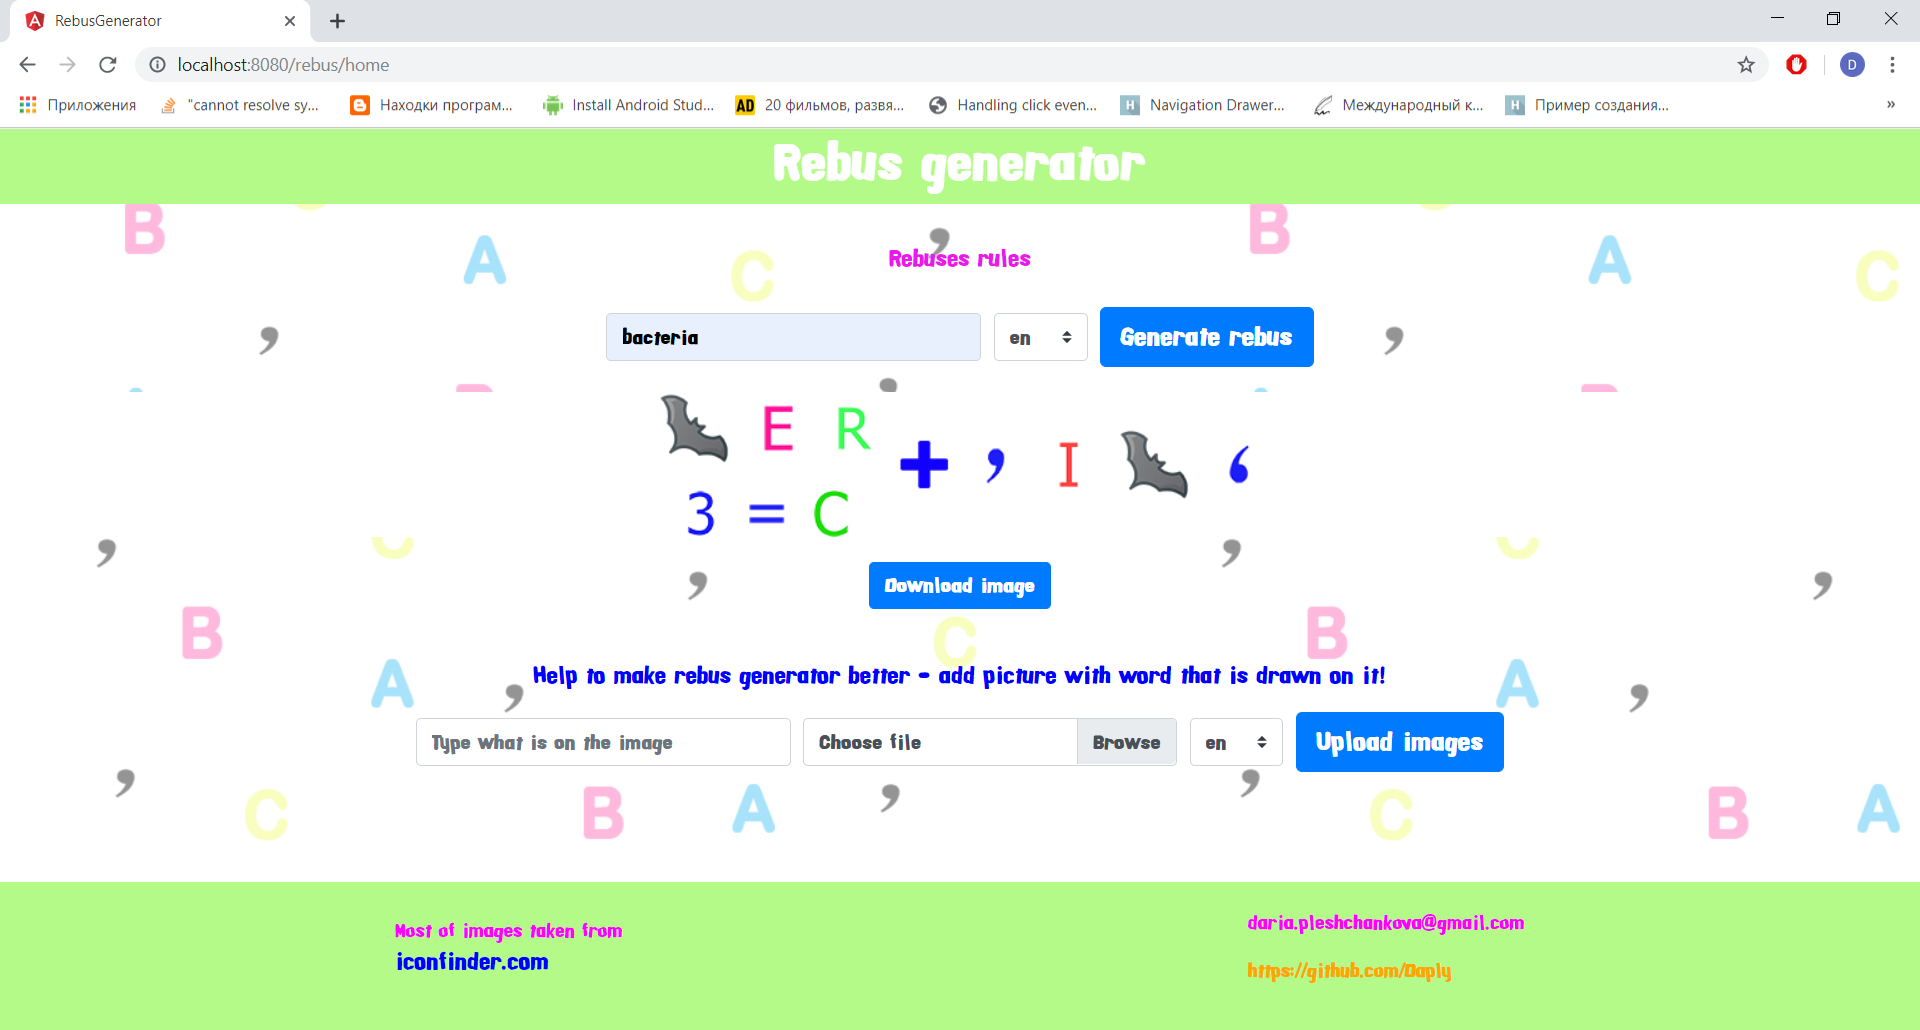 RebusGenerator
localhost:8080/rebus/home
D
Приложения
"cannot resolve sy...
Находки програм...
Install Android Stud...
AD
20 фильмов, развя...
Handling click even...
H
Navigation Drawer...
Международный к...
H
Пример создания...
»
Rebus generator
Rebuses rules
bacteria
en
Generate rebus
E R
+ , I ‘
3 = C
Download image
Help to make rebus generator better - add picture with word that is drawn on it!
Type what is on the image
Choose file
Browse
en
Upload images
Most of images taken from
iconfinder.com
daria.pleshchankova@gmail.com
https://github.com/Daply